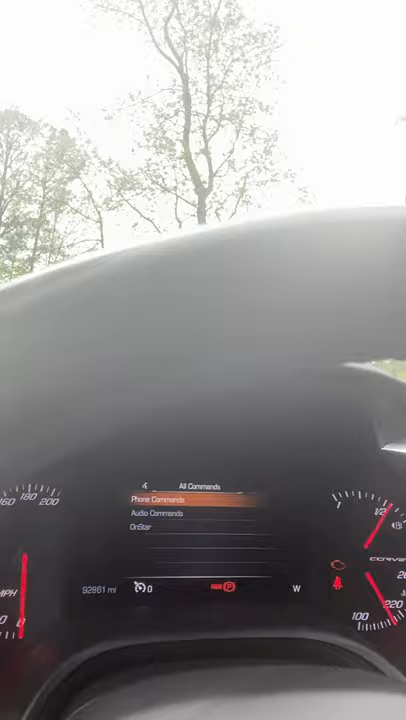 All Commands
Phone Commands
Audio Commands
OnStar
160 180 200
MPH
0
92861 mi
0
W
1/2
CORVE
100
220